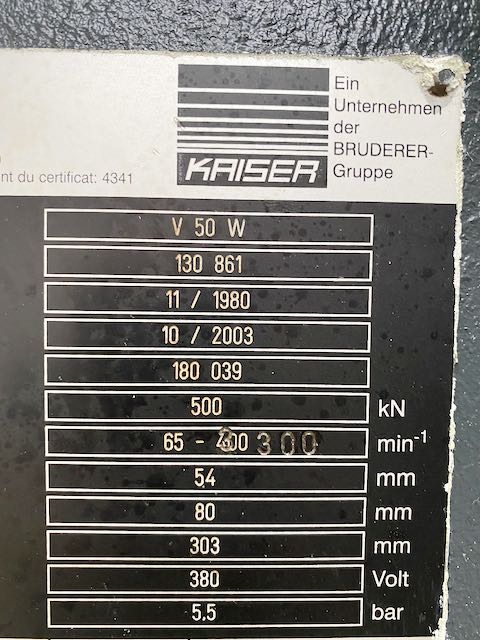 Ein
Unternehmen
der
BRUDERER-
Gruppe
KAISER
nt du certificat: 4341
V 50 W
130 861
11 / 1980
10 / 2003
180 039
500 kN
65 - 400 300 min-1
54 mm
80 mm
303 mm
380 Volt
5.5 bar